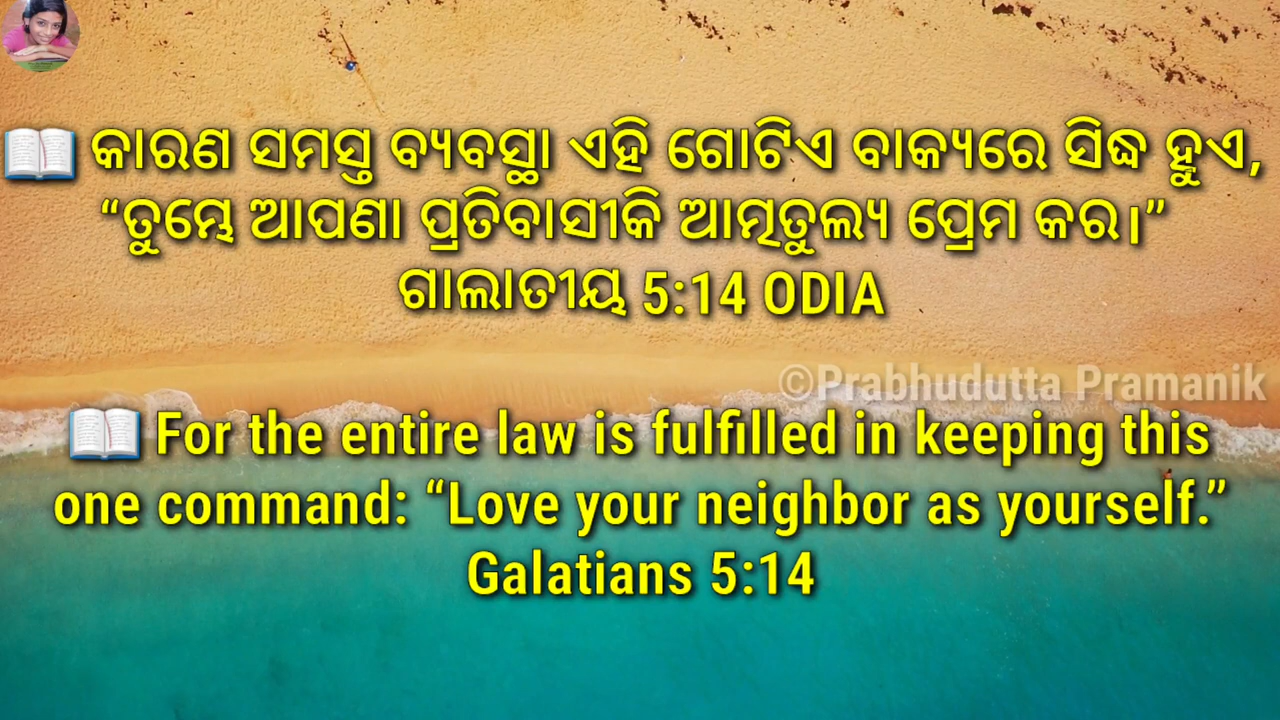 📖 କାରଣ ସମସ୍ତ ବ୍ୟବସ୍ଥା ଏହି ଗୋଟିଏ ବାକ୍ୟରେ ସିଦ୍ଧ ହୁଏ,
“ତୁମ୍ଭେ ଆପଣା ପ୍ରତିବାସୀକି ଆତ୍ମତୁଲ୍ୟ ପ୍ରେମ କର।”
ଗାଲାତୀୟ 5:14 ODIA
©Prabhudutta Pramanik
📖 For the entire law is fulfilled in keeping this
one command: “Love your neighbor as yourself.”
Galatians 5:14